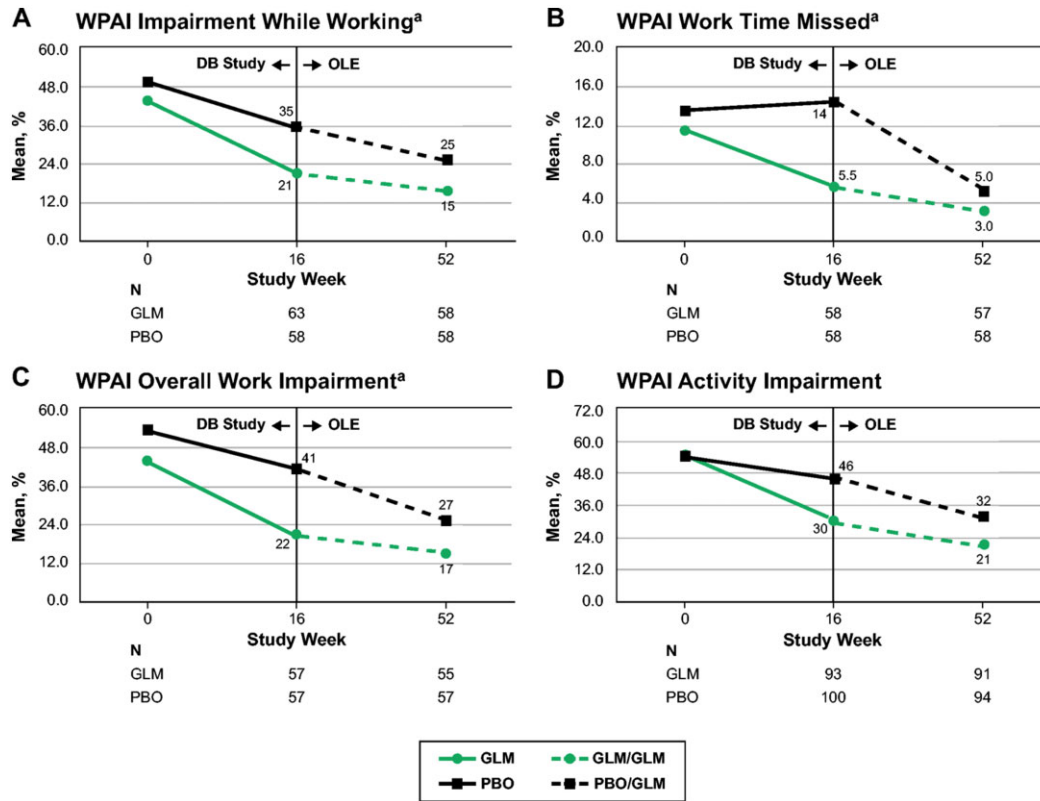 A WPAI Impairment While Workingᵃ
60.0
DB Study ← → OLE
48.0
36.0
35
24.0
25
21
12.0
15
0.0
Mean, %
0 16 52
Study Week
N
GLM 63 58
PBO 58 58
B WPAI Work Time Missedᵃ
20.0
DB Study ← → OLE
16.0
14
12.0
8.0
5.5
5.0
4.0
3.0
0.0
Mean, %
0 16 52
Study Week
N
GLM 58 57
PBO 58 58
C WPAI Overall Work Impairmentᵃ
60.0
DB Study ← → OLE
48.0
41
36.0
27
24.0
22
12.0
17
0.0
Mean, %
0 16 52
Study Week
N
GLM 57 55
PBO 57 57
D WPAI Activity Impairment
72.0
DB Study ← → OLE
60.0
46
48.0
32
36.0
30
24.0
21
12.0
0.0
Mean, %
0 16 52
Study Week
N
GLM 93 91
PBO 100 94
GLM GLM/GLM
PBO PBO/GLM